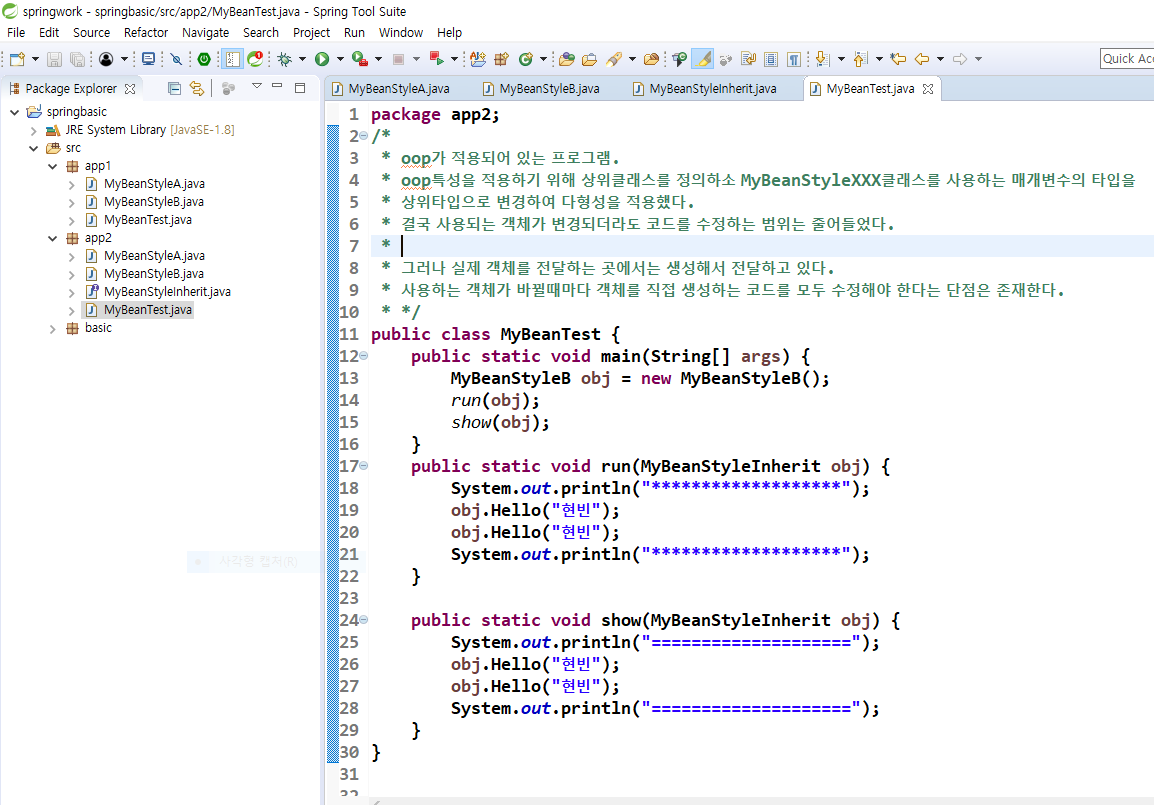 springwork - springbasic/src/app2/MyBeanTest.java - Spring Tool Suite
File Edit Source Refactor Navigate Search Project Run Window Help
Quick Acc
Package Explorer
MyBeanStyleA.java MyBeanStyleB.java MyBeanStyleInherit.java MyBeanTest.java
springbasic
JRE System Library [JavaSE-1.8]
src
app1
MyBeanStyleA.java
MyBeanStyleB.java
MyBeanTest.java
app2
MyBeanStyleA.java
MyBeanStyleB.java
MyBeanStyleInherit.java
MyBeanTest.java
basic
사각형 캡처(R)
1 package app2;
2 /*
3 * oop가 적용되어 있는 프로그램.
4 * oop특성을 적용하기 위해 상위클래스를 정의하소 MyBeanStyleXXX클래스를 사용하는 매개변수의 타입을
5 * 상위타입으로 변경하여 다형성을 적용했다.
6 * 결국 사용되는 객체가 변경되더라도 코드를 수정하는 범위는 줄어들었다.
7 *
8 * 그러나 실제 객체를 전달하는 곳에서는 생성해서 전달하고 있다.
9 * 사용하는 객체가 바뀔때마다 객체를 직접 생성하는 코드를 모두 수정해야 한다는 단점은 존재한다.
10 * */
11 public class MyBeanTest {
12 public static void main(String[] args) {
13 MyBeanStyleB obj = new MyBeanStyleB();
14 run(obj);
15 show(obj);
16 }
17 public static void run(MyBeanStyleInherit obj) {
18 System.out.println("*******************");
19 obj.Hello("현빈");
20 obj.Hello("현빈");
21 System.out.println("*******************");
22 }
23
24 public static void show(MyBeanStyleInherit obj) {
25 System.out.println("====================");
26 obj.Hello("현빈");
27 obj.Hello("현빈");
28 System.out.println("====================");
29 }
30 }
31
32